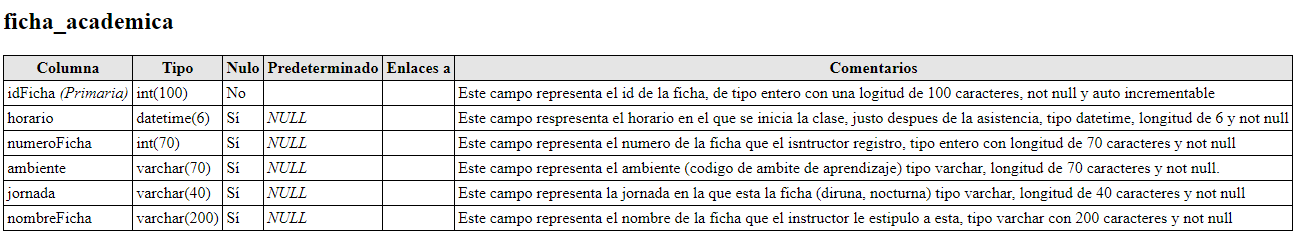 ficha_academica
Columna Tipo Nulo Predeterminado Enlaces a Comentarios
idFicha (Primaria) int(100) No Este campo representa el id de la ficha, de tipo entero con una logitud de 100 caracteres, not null y auto incrementable
horario datetime(6) Sí NULL Este campo respresenta el horario en el que se inicia la clase, justo despues de la asistencia, tipo datetime, longitud de 6 y not null
numeroFicha int(70) Sí NULL Este campo representa el numero de la ficha que el isntructor registro, tipo entero con longitud de 70 caracteres y not null
ambiente varchar(70) Sí NULL Este campo representa el ambiente (codigo de ambite de aprendizaje) tipo varchar, longitud de 70 caracteres y not null.
jornada varchar(40) Sí NULL Este campo representa la jornada en la que esta la ficha (diruna, nocturna) tipo varchar, longitud de 40 caracteres y not null
nombreFicha varchar(200) Sí NULL Este campo representa el nombre de la ficha que el instructor le estipulo a esta, tipo varchar con 200 caracteres y not null